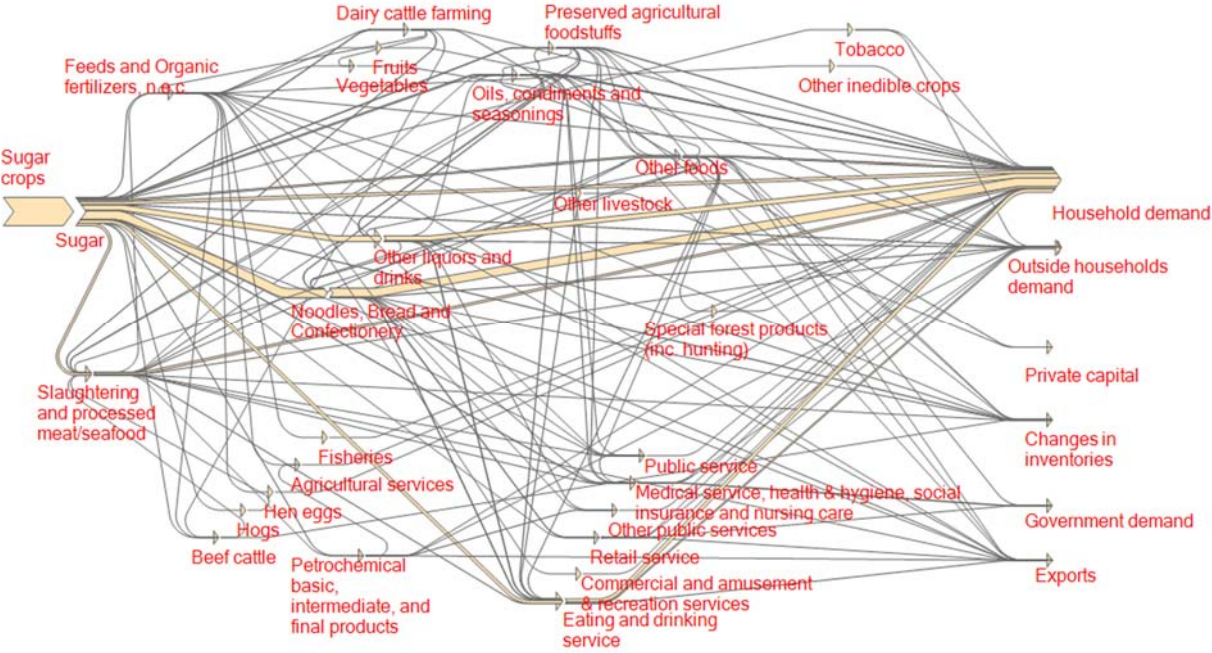 Dairy cattle farming
Preserved agricultural
foodstuffs
Tobacco
Feeds and Organic
fertilizers, n.e.c
Fruits
Vegetables
Oils, condiments and
seasonings
Other inedible crops
Sugar
crops
Other foods
Other livestock
Household demand
Sugar
Other liquors and
drinks
Outside households
demand
Noodles, Bread and
Confectionery
Special forest products
(inc. hunting)
Private capital
Slaughtering
and processed
meat/seafood
Changes in
inventories
Fisheries
Public service
Agricultural services
Medical service, health & hygiene, social
insurance and nursing care
Hen eggs
Hogs
Other public services
Government demand
Beef cattle
Retail service
Petrochemical
basic,
intermediate, and
final products
Commercial and amusement
& recreation services
Exports
Eating and drinking
service